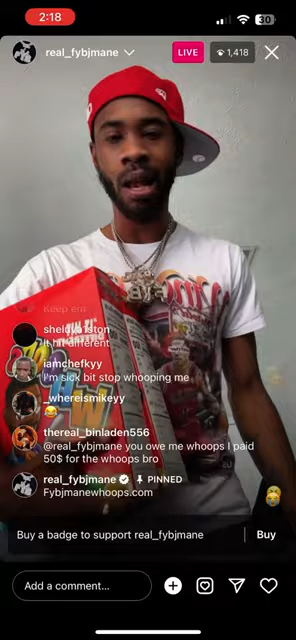 2:18
30
real_fybjmane
LIVE
1,418
Keep em
it hit different
iamchefkyy
I'm sick bit stop whooping me
_whereismikeyy
thereal_binladen556
@real_fybjmane you owe me whoops I paid
50$ for the whoops bro
real_fybjmane PINNED
Fybjmanewhoops.com
Buy a badge to support real_fybjmane
Buy
Add a comment...